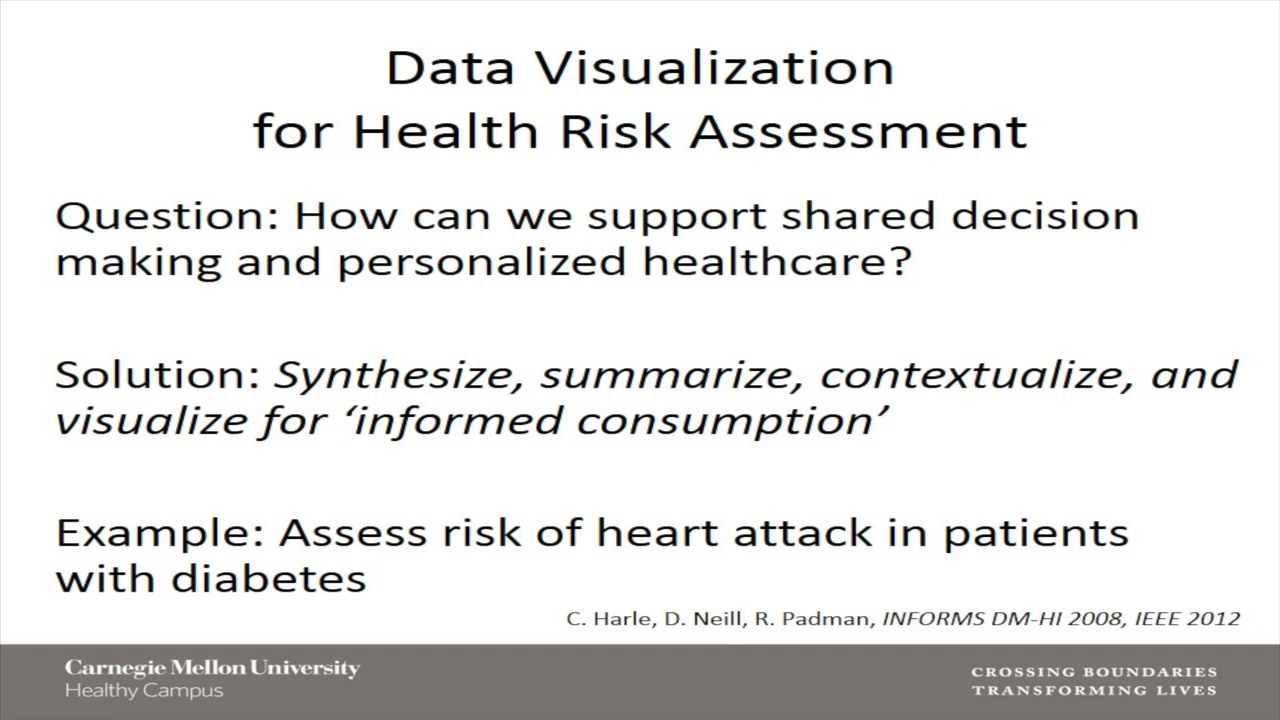 Data Visualization
for Health Risk Assessment
Question: How can we support shared decision
making and personalized healthcare?
Solution: Synthesize, summarize, contextualize, and
visualize for ‘informed consumption’
Example: Assess risk of heart attack in patients
with diabetes
C. Harle, D. Neill, R. Padman, INFORMS DM-HI 2008, IEEE 2012
Carnegie Mellon University
Healthy Campus
CROSSING BOUNDARIES
TRANSFORMING LIVES